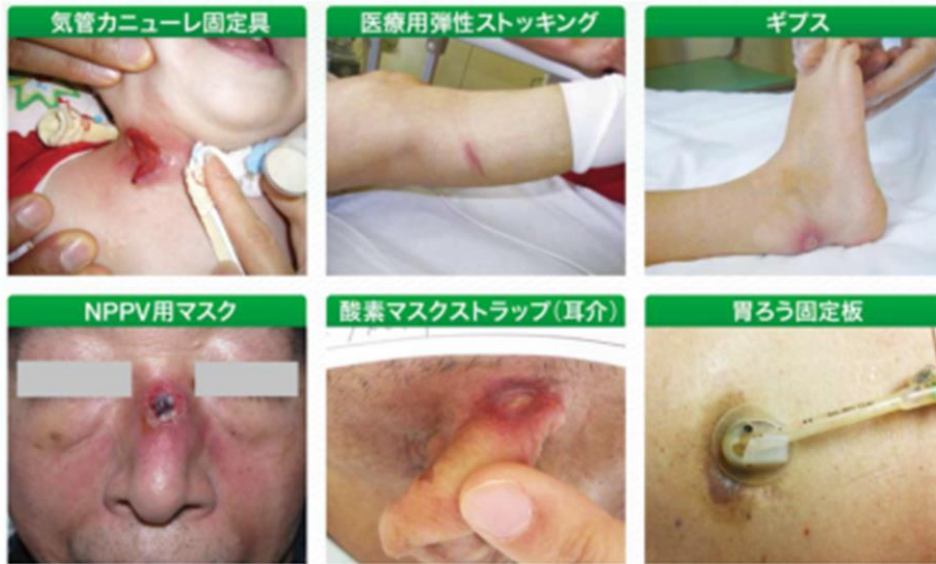 気管カニューレ固定具
医療用弾性ストッキング
ギプス
NPPV用マスク
酸素マスクストラップ(耳介)
胃ろう固定板